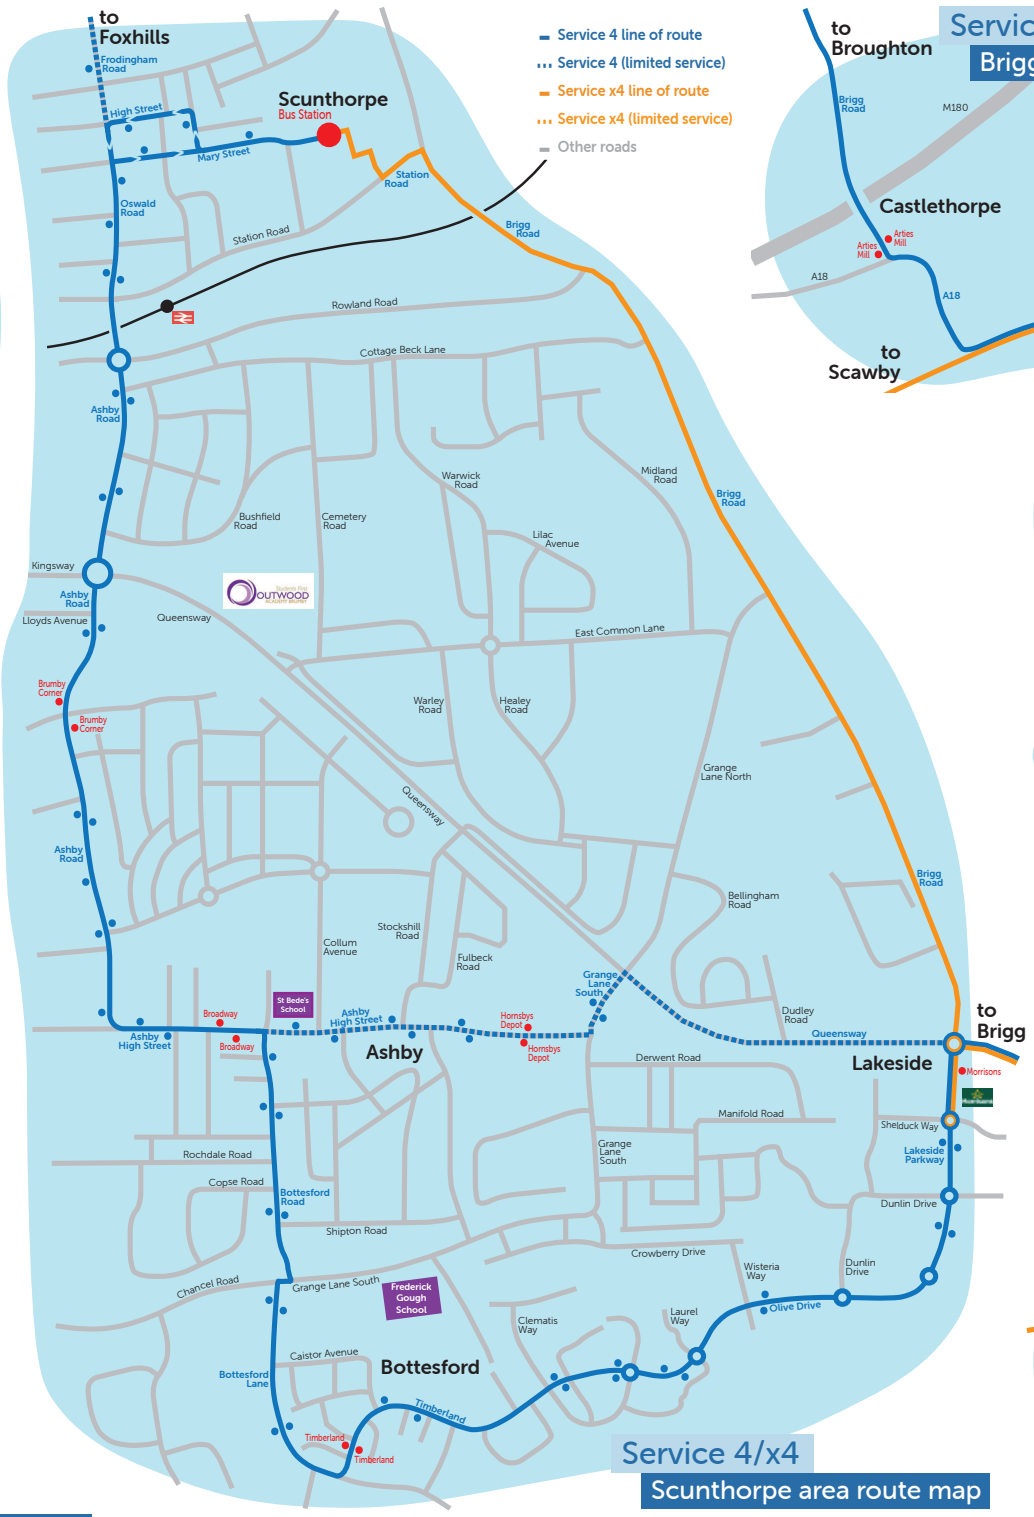 to
Foxhills
Frodingham
Road
High Street
Scunthorpe
Bus Station
Mary Street
Service 4 line of route
Service 4 (limited service)
Service x4 line of route
Service x4 (limited service)
Other roads
to
Broughton
Servic
Brigg
Brigg
Road
M180
Castlethorpe
Arties
Mill
Arties
Mill
A18
A18
to
Scawby
Station
Road
Oswald
Road
Station Road
Brigg
Road
Rowland Road
Cottage Beck Lane
Ashby
Road
Warwick
Road
Midland
Road
Brigg
Road
Bushfield
Road
Cemetery
Road
Lilac
Avenue
Kingsway
Ashby
Road
Lloyds Avenue
Queensway
OUTWOOD
East Common Lane
Brumby
Corner
Brumby
Corner
Warley
Road
Healey
Road
Grange
Lane North
Queensway
Ashby
Road
Brigg
Road
Bellingham
Road
Stockshill
Road
Collum
Avenue
Fulbeck
Road
Grange
Lane
South
St Bede's
School
Broadway
Broadway
Ashby
High Street
Ashby
High Street
Hornsbys
Depot
Hornsbys
Depot
Dudley
Road
Queensway
to
Brigg
Ashby
Derwent Road
Lakeside
Morrisons
Manifold Road
Shelduck Way
Lakeside
Parkway
Rochdale Road
Grange
Lane
South
Copse Road
Bottesford
Road
Dunlin Drive
Shipton Road
Crowberry Drive
Wisteria
Way
Dunlin
Drive
Chancel Road
Grange Lane South
Frederick
Gough
School
Olive Drive
Clematis
Way
Laurel
Way
Caistor Avenue
Bottesford
Bottesford
Lane
Timberland
Timberland
Timberland
Service 4/x4
Scunthorpe area route map